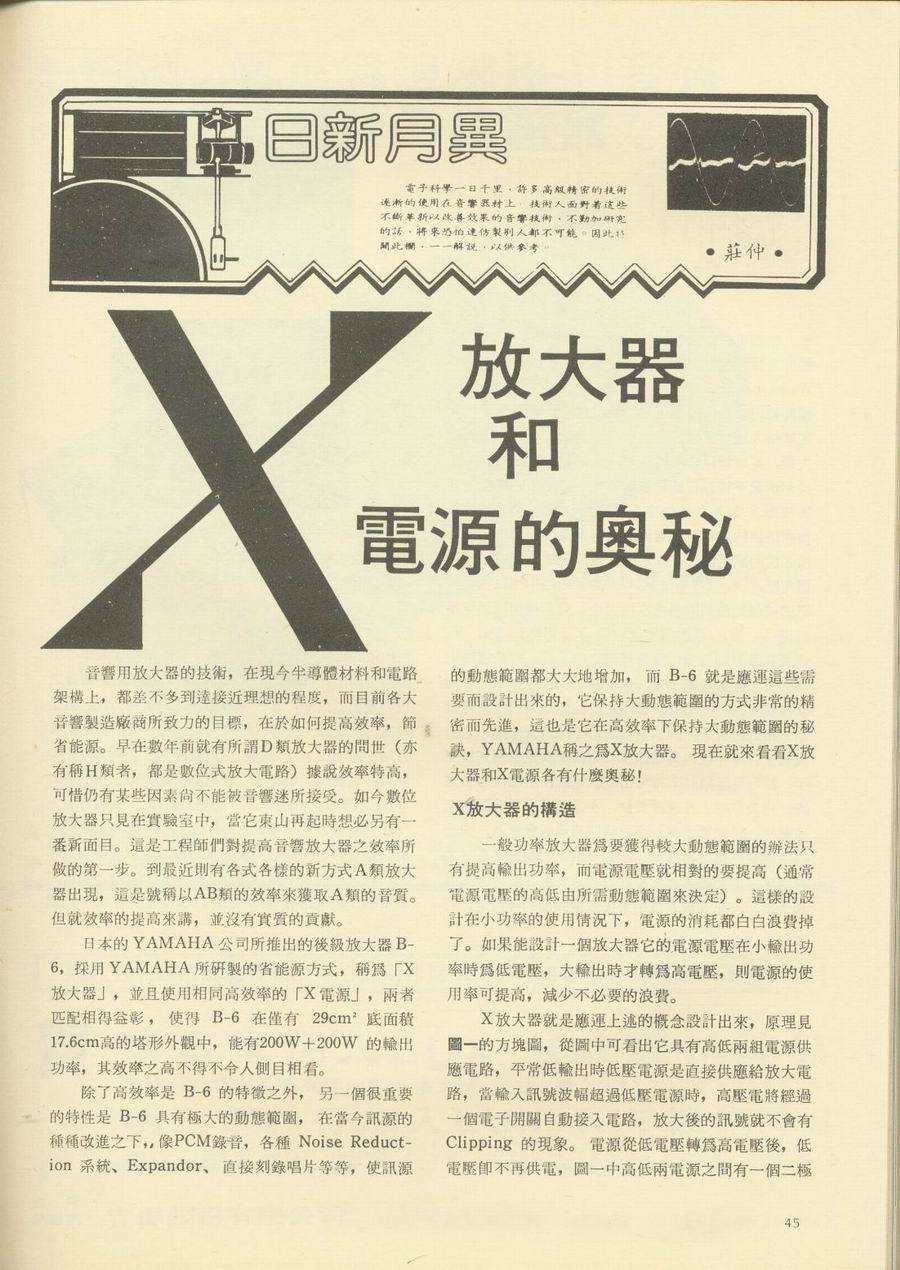 日新月異
電子科學一日千里，許多高級精密的技術
逐漸的使用在音響器材上，技術人面對着這些
不斷革新以改善效果的音響技術，不勤加研究
的話，將來恐怕連仿製別人都不可能。因此特
闢此欄，一一解說，以供參考。
•莊仲•
X
放大器
和
電源的奧秘
音響用放大器的技術，在現今半導體材料和電路
架構上，都差不多到達接近理想的程度，而目前各大
音響製造廠商所致力的目標，在於如何提高效率，節
省能源。早在數年前就有所謂D類放大器的問世（亦
有稱H類者，都是數位式放大電路）據說效率特高，
可惜仍有某些因素尙不能被音響迷所接受。如今數位
放大器只見在實驗室中，當它東山再起時想必另有一
番新面目。這是工程師們對提高音響放大器之效率所
做的第一步。到最近則有各式各樣的新方式A類放大
器出現，這是號稱以AB類的效率來獲取A類的音質。
但就效率的提高來講，並沒有實質的貢獻。
日本的 YAMAHA 公司所推出的後級放大器 B-
6，採用 YAMAHA 所硏製的省能源方式，稱爲「X
放大器」，並且使用相同高效率的「X電源」，兩者
匹配相得益彰，使得 B-6 在僅有 29cm² 底面積
17.6cm高的塔形外觀中，能有200W＋200W 的輸出
功率，其效率之高不得不令人側目相看。
除了高效率是 B-6 的特徵之外，另一個很重要
的特性是 B-6 具有極大的動態範圍，在當今訊源的
種種改進之下，，像PCM錄音，各種 Noise Reduct-
ion 系統、Expandor、直接刻錄唱片等等，使訊源
的動態範圍都大大地增加，而 B-6 就是應運這些需
要而設計出來的，它保持大動態範圍的方式非常的精
密而先進，這也是它在高效率下保持大動態範圍的秘
訣，YAMAHA稱之爲X放大器。現在就來看看X放
大器和X電源各有什麼奧秘！
X放大器的構造
一般功率放大器爲要獲得較大動態範圍的辦法只
有提高輸出功率，而電源電壓就相對的要提高（通常
電源電壓的高低由所需動態範圍來決定）。這樣的設
計在小功率的使用情況下，電源的消耗都白白浪費掉
了。如果能設計一個放大器它的電源電壓在小輸出功
率時爲低電壓，大輸出時才轉爲高電壓，則電源的使
用率可提高，減少不必要的浪費。
X放大器就是應運上述的概念設計出來，原理見
圖一的方塊圖，從圖中可看出它具有高低兩組電源供
應電路，平常低輸出時低壓電源是直接供應給放大電
路，當輸入訊號波幅超過低壓電源時，高壓電將經過
一個電子開關自動接入電路，放大後的訊號就不會有
Clipping 的現象。電源從低電壓轉爲高電壓後，低
電壓卽不再供電，圖一中高低兩電源之間有一個二極
45